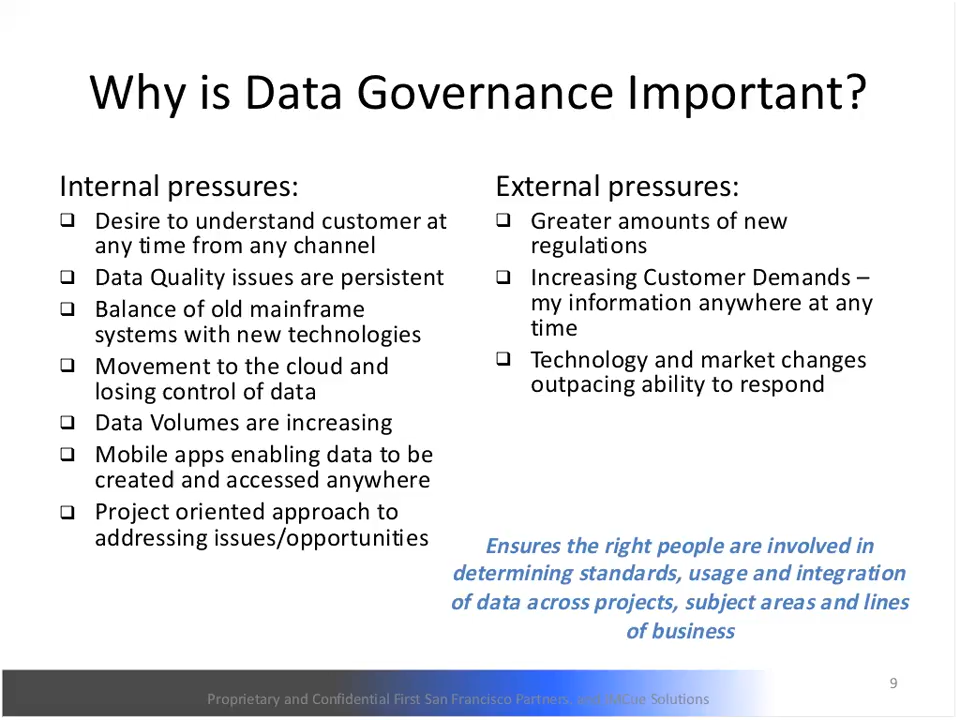 Why is Data Governance Important?
Internal pressures:
❑ Desire to understand customer at
any time from any channel
❑ Data Quality issues are persistent
❑ Balance of old mainframe
systems with new technologies
❑ Movement to the cloud and
losing control of data
❑ Data Volumes are increasing
❑ Mobile apps enabling data to be
created and accessed anywhere
❑ Project oriented approach to
addressing issues/opportunities
External pressures:
❑ Greater amounts of new
regulations
❑ Increasing Customer Demands –
my information anywhere at any
time
❑ Technology and market changes
outpacing ability to respond
Ensures the right people are involved in
determining standards, usage and integration
of data across projects, subject areas and lines
of business
Proprietary and Confidential First San Francisco Partners, and IMCue Solutions
9